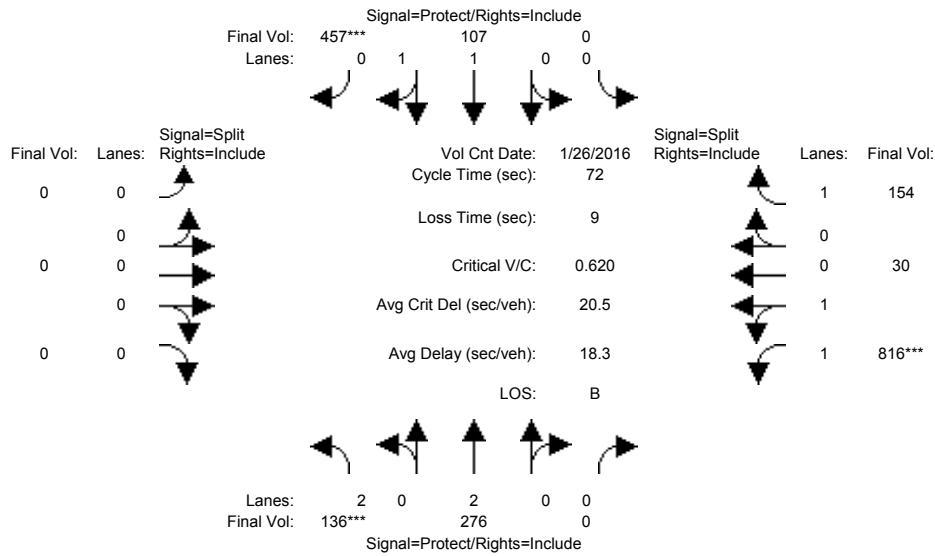 Signal=Protect/Rights=Include
Final Vol: 457*** 107 0
Lanes: 0 1 1 0 0
Signal=Split
Final Vol: Lanes: Rights=Include
Vol Cnt Date: 1/26/2016
Signal=Split
Rights=Include Lanes: Final Vol:
Cycle Time (sec): 72
0 0
1 154
Loss Time (sec): 9
0
0
0 0
Critical V/C: 0.620
0 30
0
Avg Crit Del (sec/veh): 20.5
1
0 0
Avg Delay (sec/veh): 18.3
1 816***
LOS: B
Lanes: 2 0 2 0 0
Final Vol: 136*** 276 0
Signal=Protect/Rights=Include